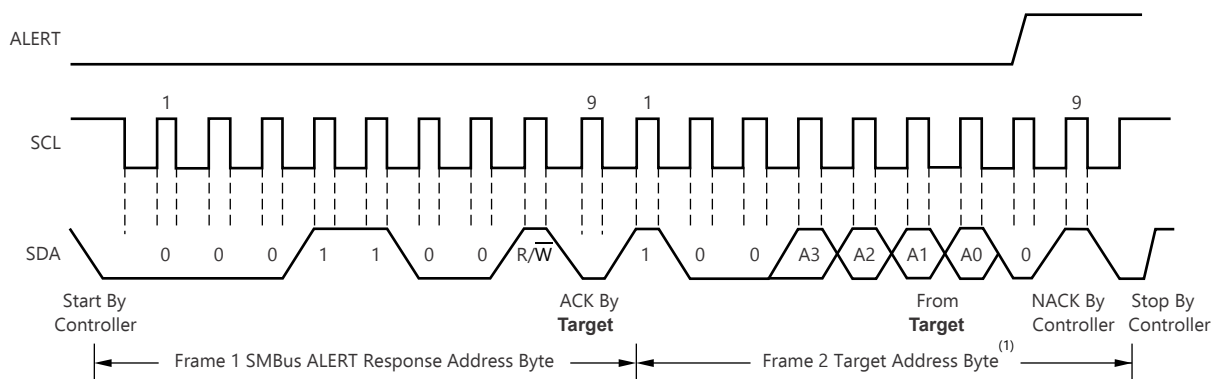 ALERT
1 9 1 9
SCL
SDA 0 0 0 1 1 0 0 R/W 1 0 0 A3 A2 A1 A0 0
Start By
Controller
ACK By
Target
From
Target
NACK By
Controller
Stop By
Controller
Frame 1 SMBus ALERT Response Address Byte
Frame 2 Target Address Byte(1)